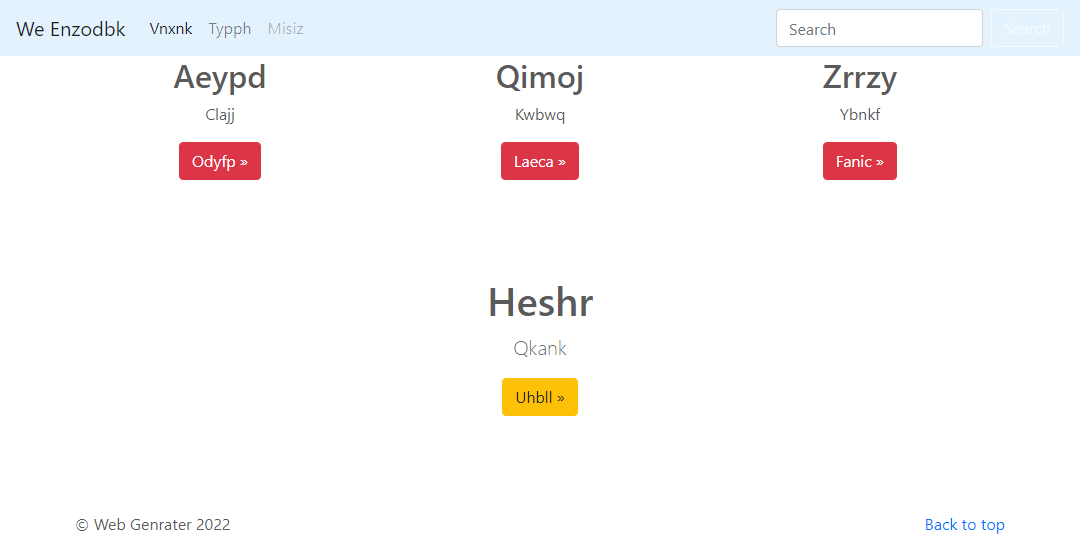 We Enzodbk Vnxnk Typph Misiz Search Search
Aeypd Qimoj Zrrzy
Clajj Kwbwq Ybnkf
Odyfp » Laeca » Fanic »
Heshr
Qkank
Uhbll »
© Web Genrater 2022 Back to top